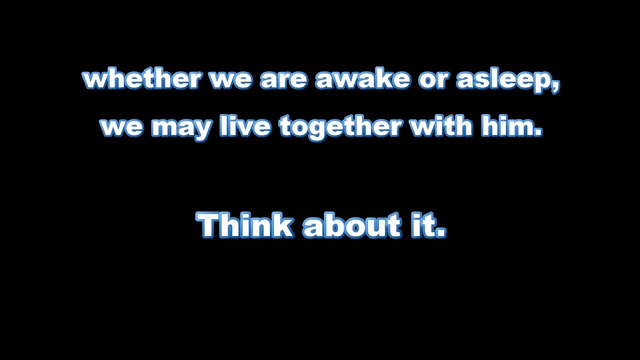 whether we are awake or asleep,
we may live together with him.
Think about it.